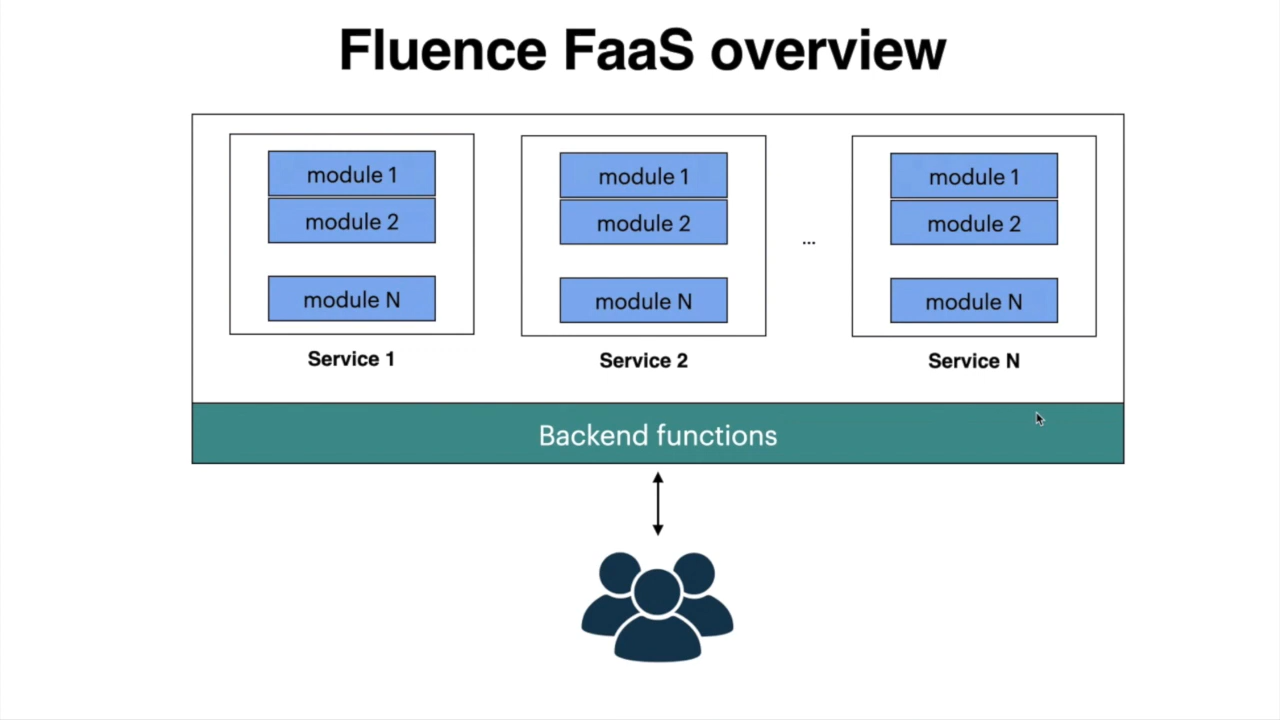 Fluence FaaS overview
module 1
module 2
module N
Service 1
module 1
module 2
module N
Service 2
...
module 1
module 2
module N
Service N
Backend functions